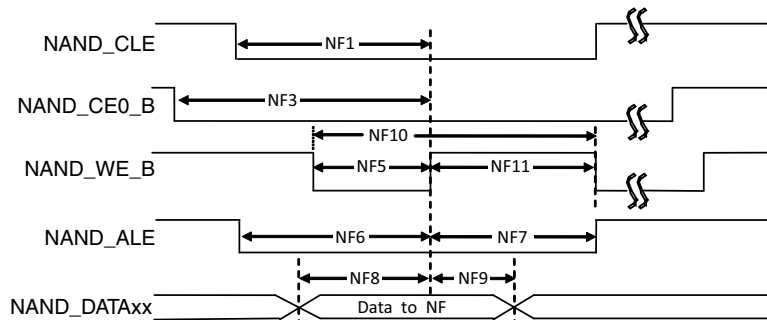 NAND_CLE
NF1
NAND_CE0_B
NF3
NF10
NAND_WE_B
NF5
NF11
NAND_ALE
NF6
NF7
NF8
NF9
NAND_DATAxx
Data to NF